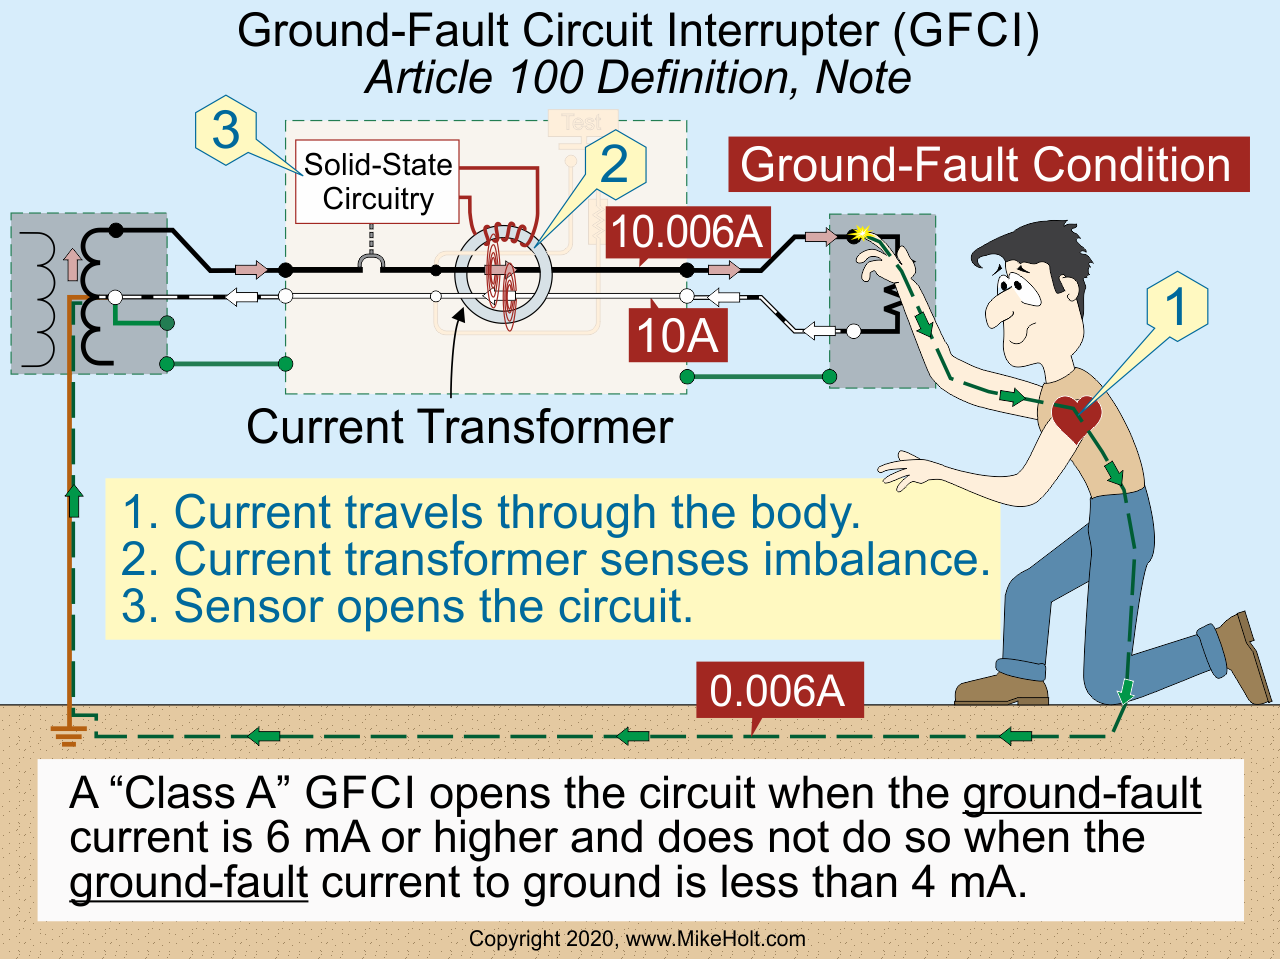 Ground-Fault Circuit Interrupter (GFCI)
Article 100 Definition, Note
3
Test
Solid-State
Circuitry
2
Ground-Fault Condition
10.006A
1
10A
Current Transformer
1. Current travels through the body.
2. Current transformer senses imbalance.
3. Sensor opens the circuit.
0.006A
A “Class A” GFCI opens the circuit when the ground-fault
current is 6 mA or higher and does not do so when the
ground-fault current to ground is less than 4 mA.
Copyright 2020, www.MikeHolt.com